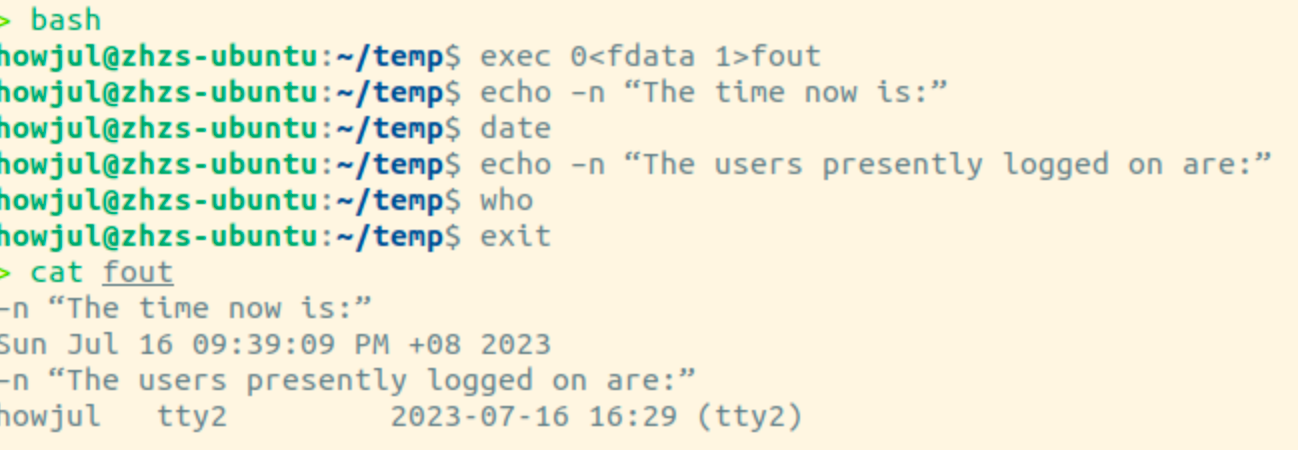 > bash
howjul@zhzs-ubuntu:~/temp$ exec 0<fdata 1>fout
howjul@zhzs-ubuntu:~/temp$ echo –n “The time now is:”
howjul@zhzs-ubuntu:~/temp$ date
howjul@zhzs-ubuntu:~/temp$ echo –n “The users presently logged on are:”
howjul@zhzs-ubuntu:~/temp$ who
howjul@zhzs-ubuntu:~/temp$ exit
> cat fout
–n “The time now is:”
Sun Jul 16 09:39:09 PM +08 2023
–n “The users presently logged on are:”
howjul   tty2         2023-07-16 16:29 (tty2)